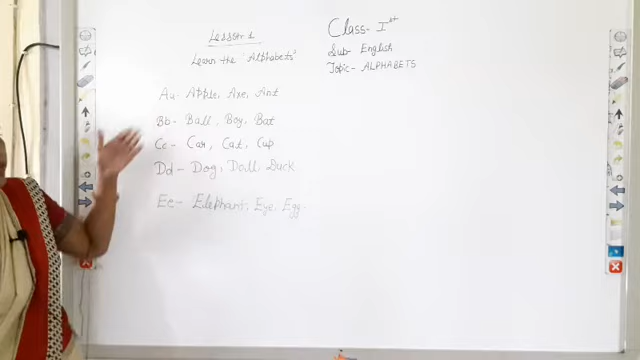 Lesson 1
Learn the "Alphabets"
Class- Ist
Sub- English
Topic- ALPHABETS
Aa- Apple, Axe, Ant
Bb- Ball, Boy, Bat
Cc- Car, Cat, Cup
Dd- Dog, Doll, Duck
Ee- Elephant, Eye, Egg-